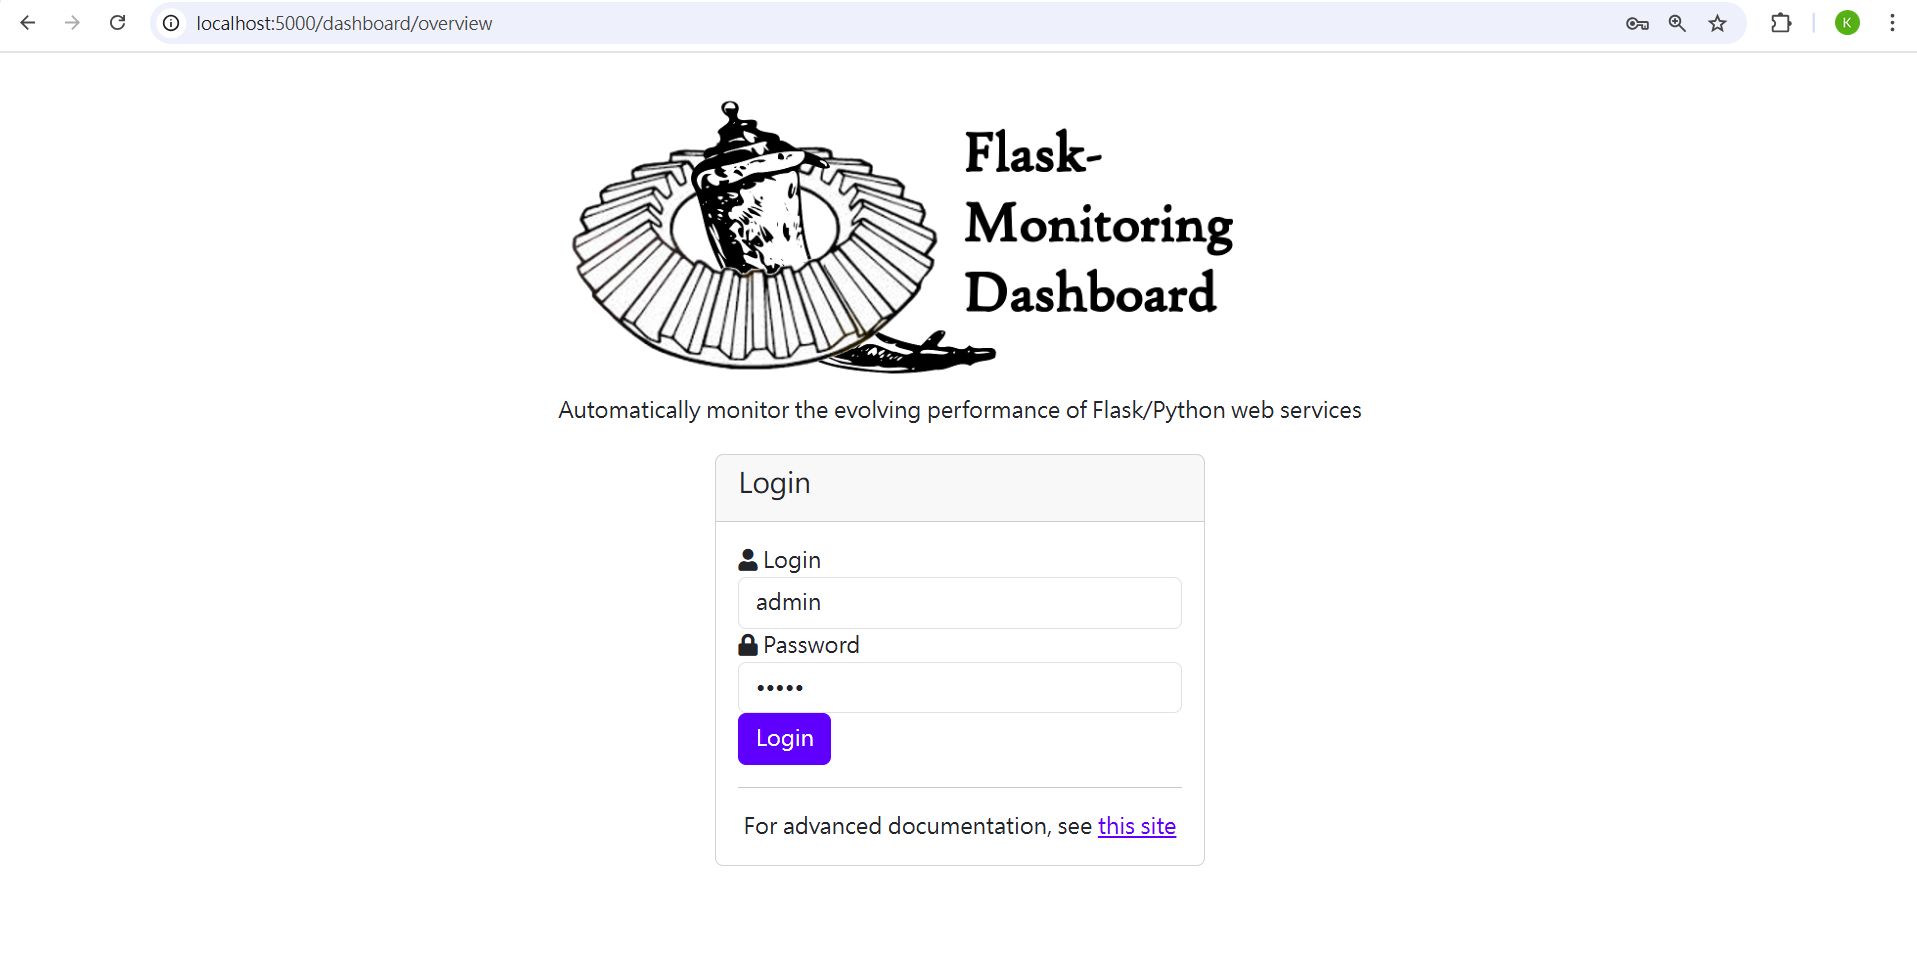 localhost:5000/dashboard/overview
K
Flask-
Monitoring
Dashboard
Automatically monitor the evolving performance of Flask/Python web services
Login
Login
admin
Password
•••••
Login
For advanced documentation, see this site